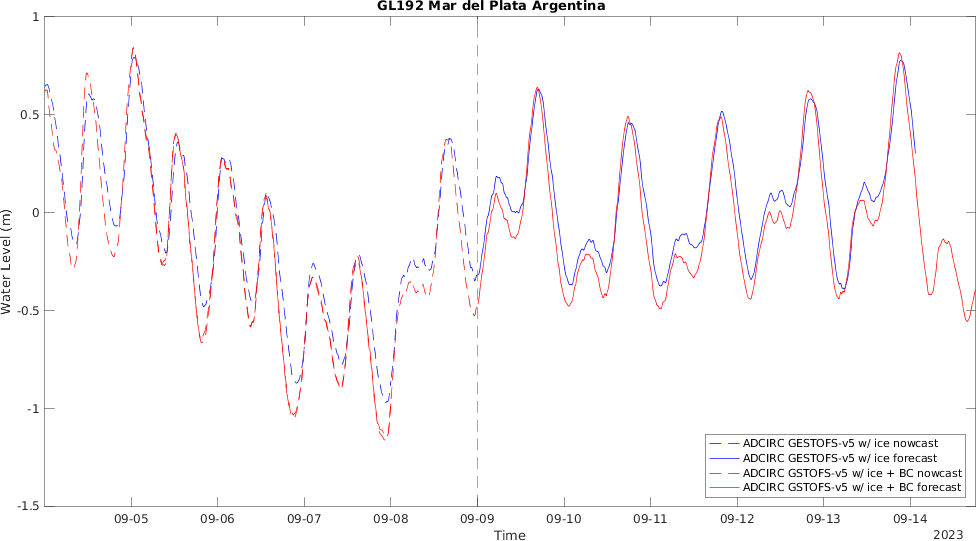 GL192 Mar del Plata Argentina
1
0.5
0
-0.5
-1
-1.5
Water Level (m)
ADCIRC GESTOFS-v5 w/ ice nowcast
ADCIRC GESTOFS-v5 w/ ice forecast
ADCIRC GSTOFS-v5 w/ ice + BC nowcast
ADCIRC GSTOFS-v5 w/ ice + BC forecast
09-05 09-06 09-07 09-08 09-09 09-10 09-11 09-12 09-13 09-14
Time
2023